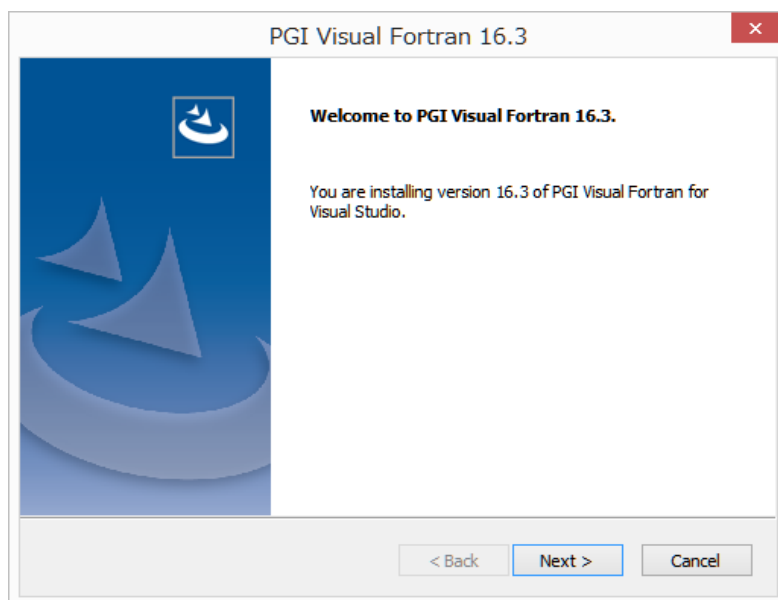 PGI Visual Fortran 16.3
Welcome to PGI Visual Fortran 16.3.
You are installing version 16.3 of PGI Visual Fortran for
Visual Studio.
< Back
Next >
Cancel